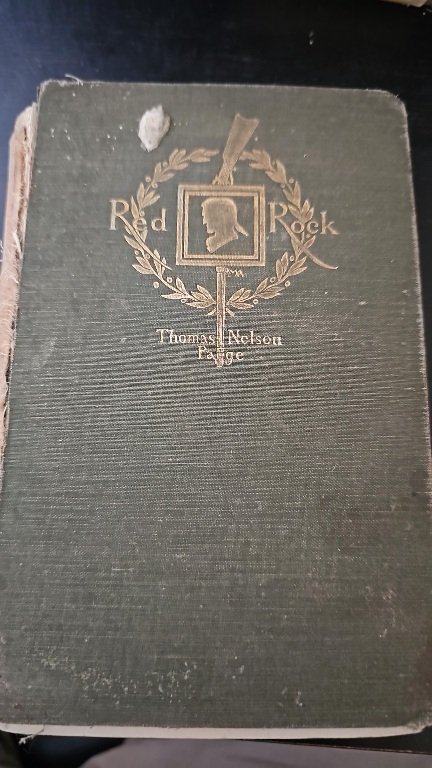 Red Rock
Thomas Nelson
Page